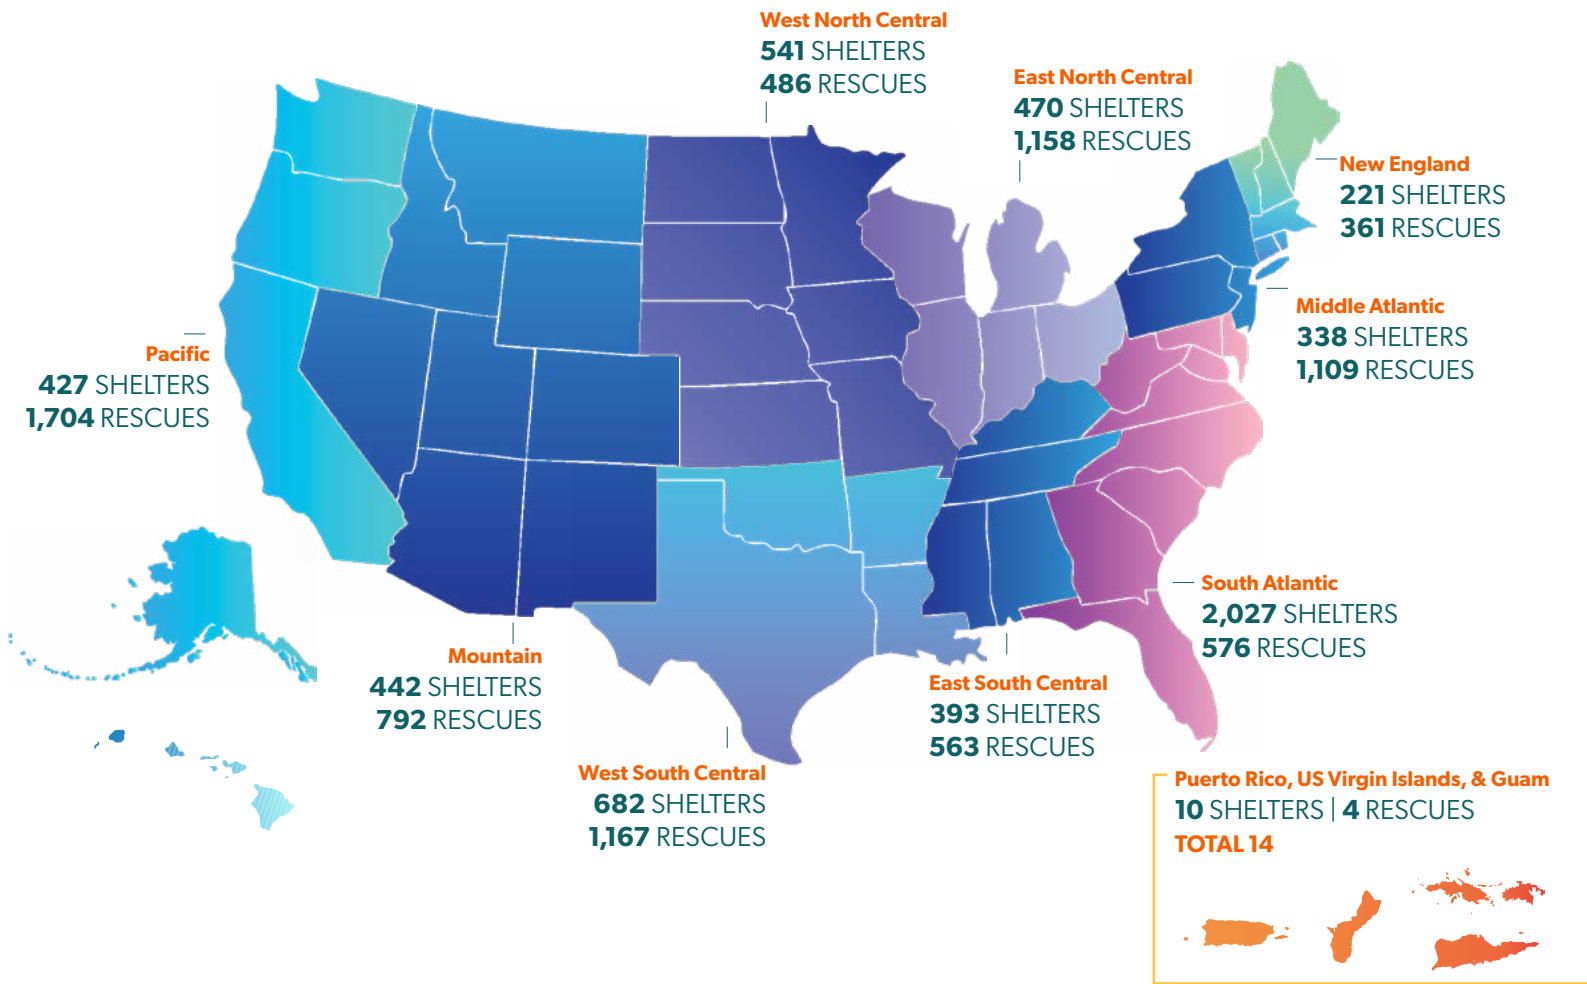 West North Central
541 SHELTERS
486 RESCUES
East North Central
470 SHELTERS
1,158 RESCUES
New England
221 SHELTERS
361 RESCUES
Middle Atlantic
338 SHELTERS
1,109 RESCUES
Pacific
427 SHELTERS
1,704 RESCUES
South Atlantic
2,027 SHELTERS
576 RESCUES
Mountain
442 SHELTERS
792 RESCUES
East South Central
393 SHELTERS
563 RESCUES
West South Central
682 SHELTERS
1,167 RESCUES
Puerto Rico, US Virgin Islands, & Guam
10 SHELTERS | 4 RESCUES
TOTAL 14